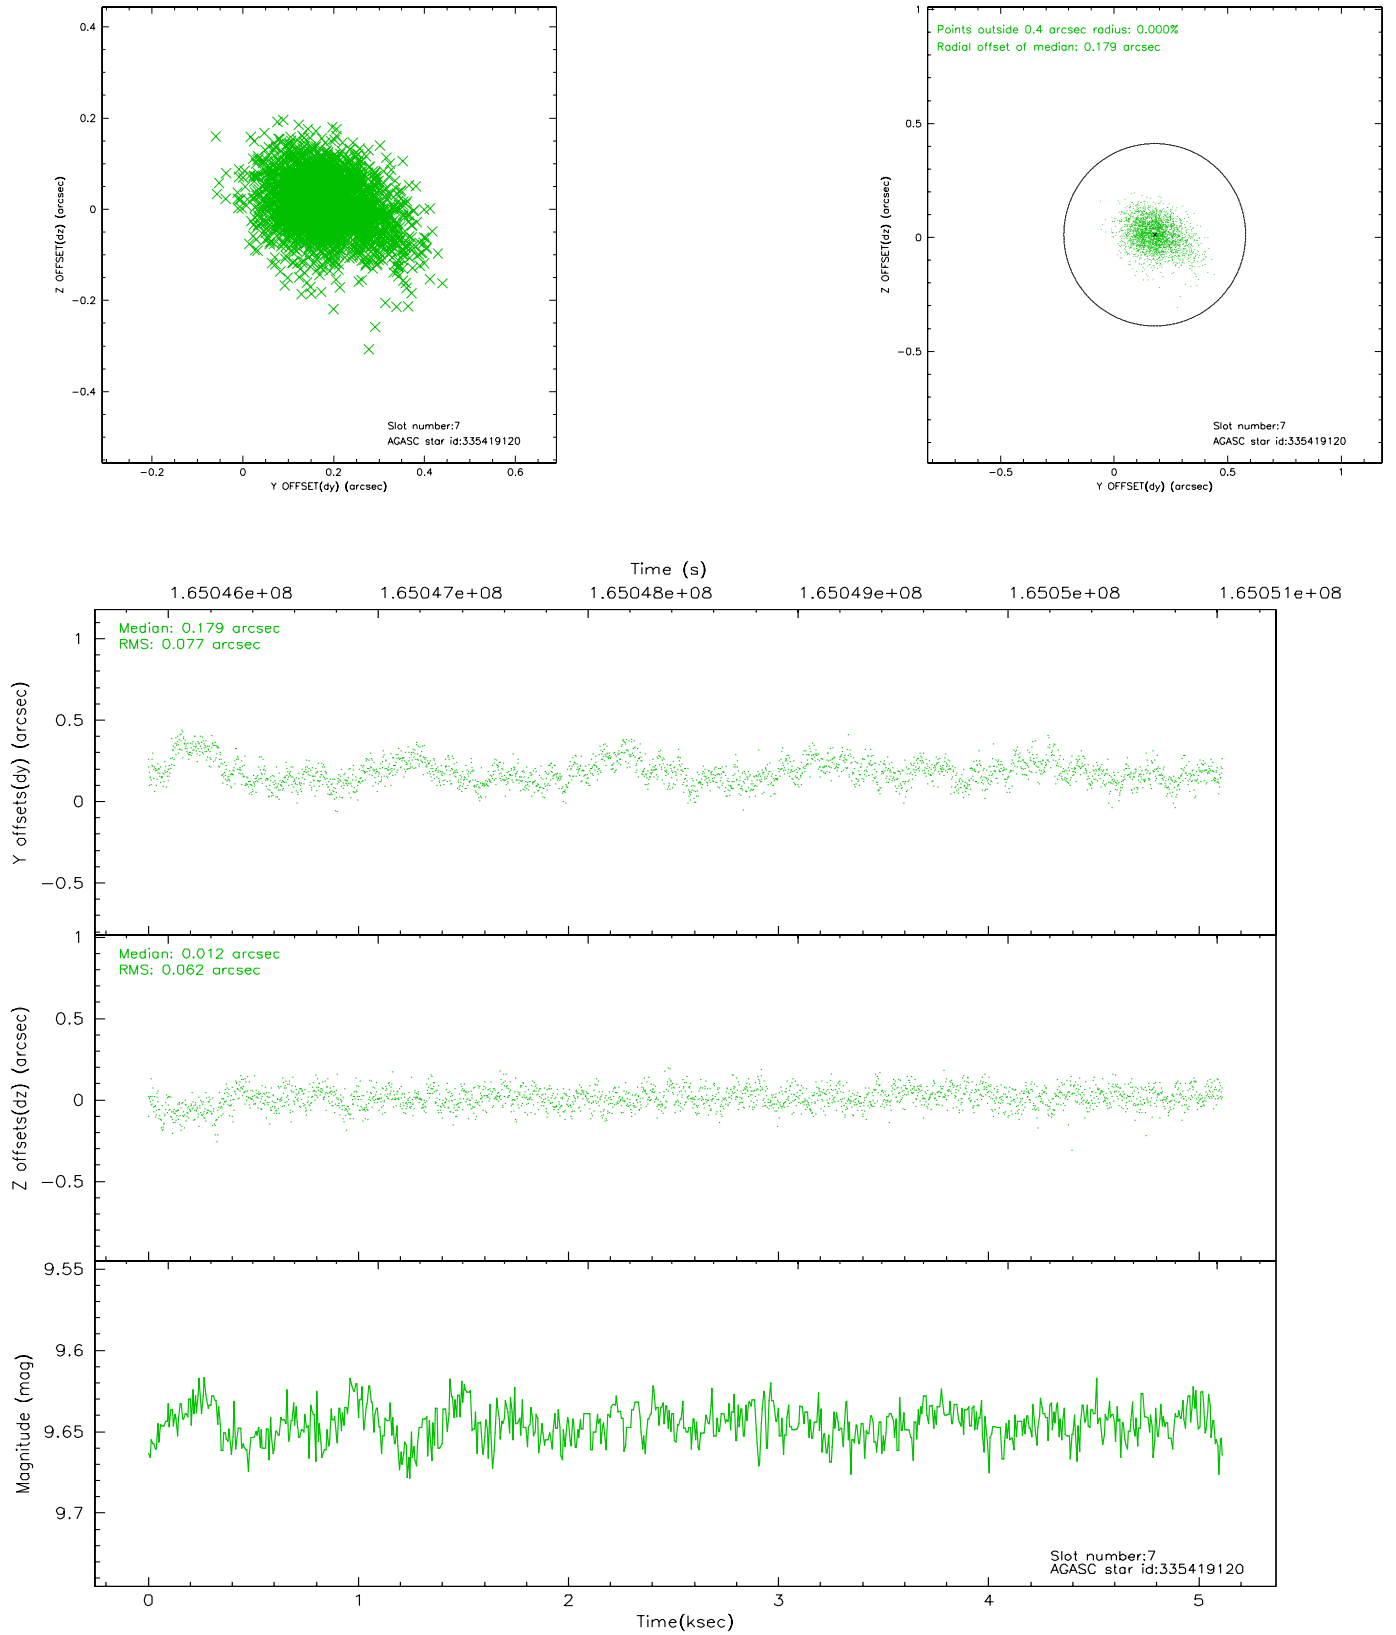 0.4
0.2
0
−0.2
−0.4
Z OFFSET(dz) (arcsec)
Slot number:7
AGASC star id:335419120
−0.2 0 0.2 0.4 0.6
Y OFFSET(dy) (arcsec)
Points outside 0.4 arcsec radius: 0.000%
Radial offset of median: 0.179 arcsec
1
0.5
0
−0.5
Z OFFSET(dz) (arcsec)
Slot number:7
AGASC star id:335419120
−0.5 0 0.5 1
Y OFFSET(dy) (arcsec)
Time (s)
1.65046e+08 1.65047e+08 1.65048e+08 1.65049e+08 1.6505e+08 1.65051e+08
Median: 0.179 arcsec
RMS: 0.077 arcsec
1
0.5
0
−0.5
Y offsets(dy) (arcsec)
Median: 0.012 arcsec
RMS: 0.062 arcsec
1
0.5
0
−0.5
Z offsets(dz) (arcsec)
9.55
9.6
9.65
9.7
Magnitude (mag)
Slot number:7
AGASC star id:335419120
0 1 2 3 4 5
Time(ksec)